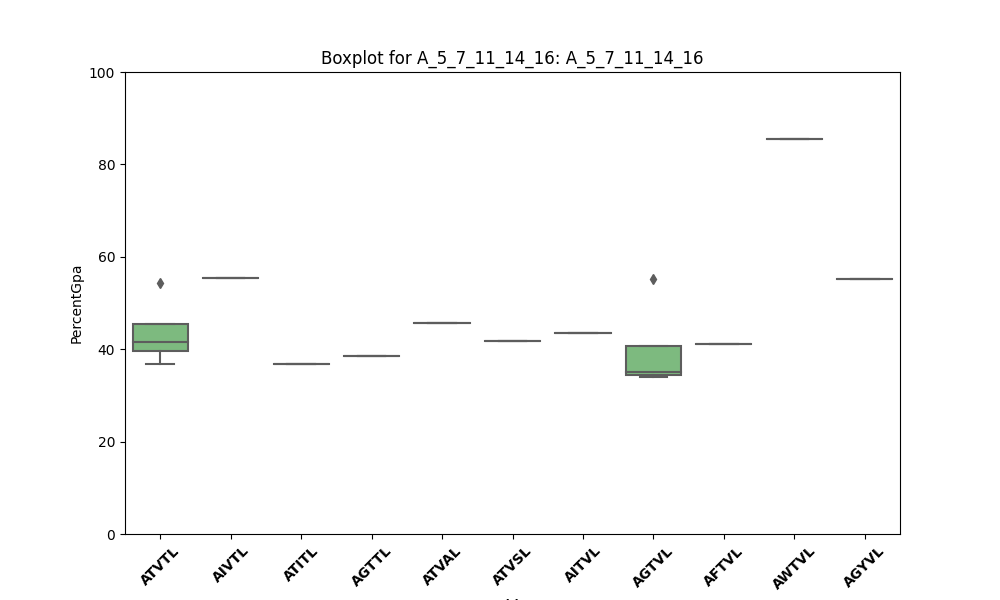 Boxplot for A_5_7_11_14_16: A_5_7_11_14_16
100
80
60
40
20
0
PercentGpa
ATVTL
AIVTL
ATITL
AGTTL
ATVAL
ATVSL
AITVL
AGTVL
AFTVL
AWTVL
AGYVL